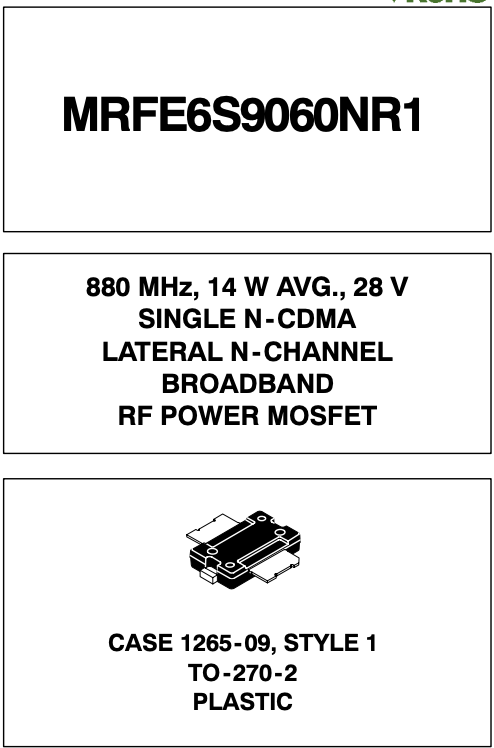 MRFE6S9060NR1
880 MHz, 14 W AVG., 28 V
SINGLE N-CDMA
LATERAL N-CHANNEL
BROADBAND
RF POWER MOSFET
CASE 1265-09, STYLE 1
TO-270-2
PLASTIC